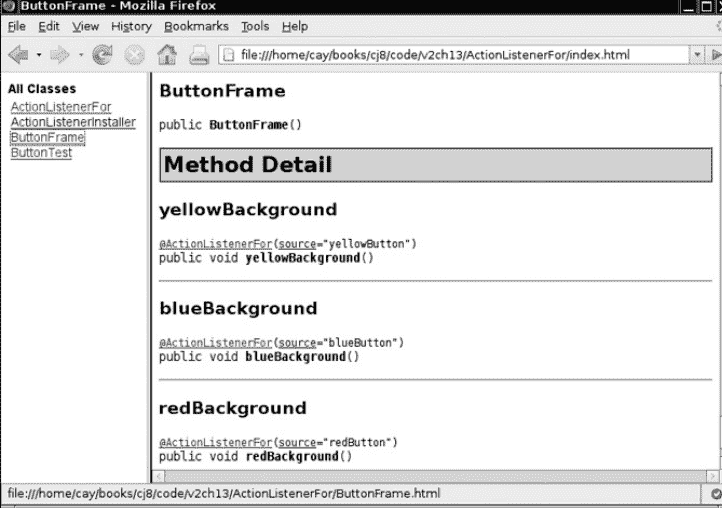 ButtonFrame - Mozilla Firefox
File Edit View History Bookmarks Tools Help
file:///home/cay/books/cj8/code/v2ch13/ActionListenerFor/index.html
All Classes
ActionListenerFor
ActionListenerInstaller
ButtonFrame
ButtonTest
ButtonFrame
public ButtonFrame()
Method Detail
yellowBackground
@ActionListenerFor(source="yellowButton")
public void yellowBackground()
blueBackground
@ActionListenerFor(source="blueButton")
public void blueBackground()
redBackground
@ActionListenerFor(source="redButton")
public void redBackground()
file:///home/cay/books/cj8/code/v2ch13/ActionListenerFor/ButtonFrame.html